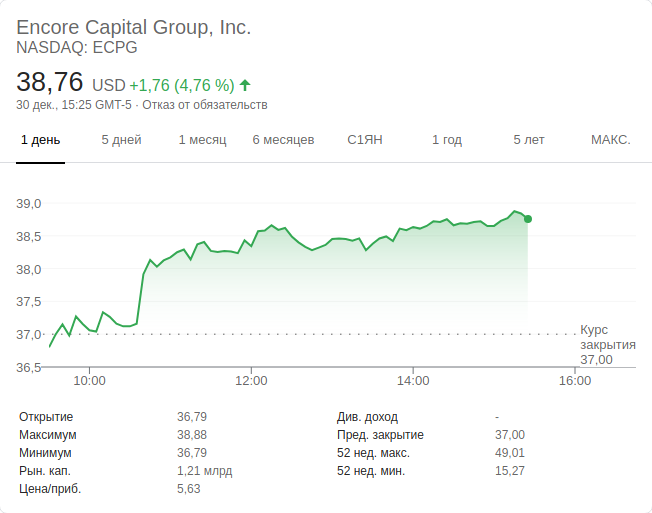 Encore Capital Group, Inc.
NASDAQ: ECPG
38,76 USD +1,76 (4,76 %)
30 дек., 15:25 GMT-5 · Отказ от обязательств
1 день 5 дней 1 месяц 6 месяцев С1ЯН 1 год 5 лет МАКС.
39,0
38,5
38,0
37,5
37,0
36,5
Курс
закрытия
37,00
10:00 12:00 14:00 16:00
Открытие 36,79
Максимум 38,88
Минимум 36,79
Рын. кап. 1,21 млрд
Цена/приб. 5,63
Див. доход -
Пред. закрытие 37,00
52 нед. макс. 49,01
52 нед. мин. 15,27